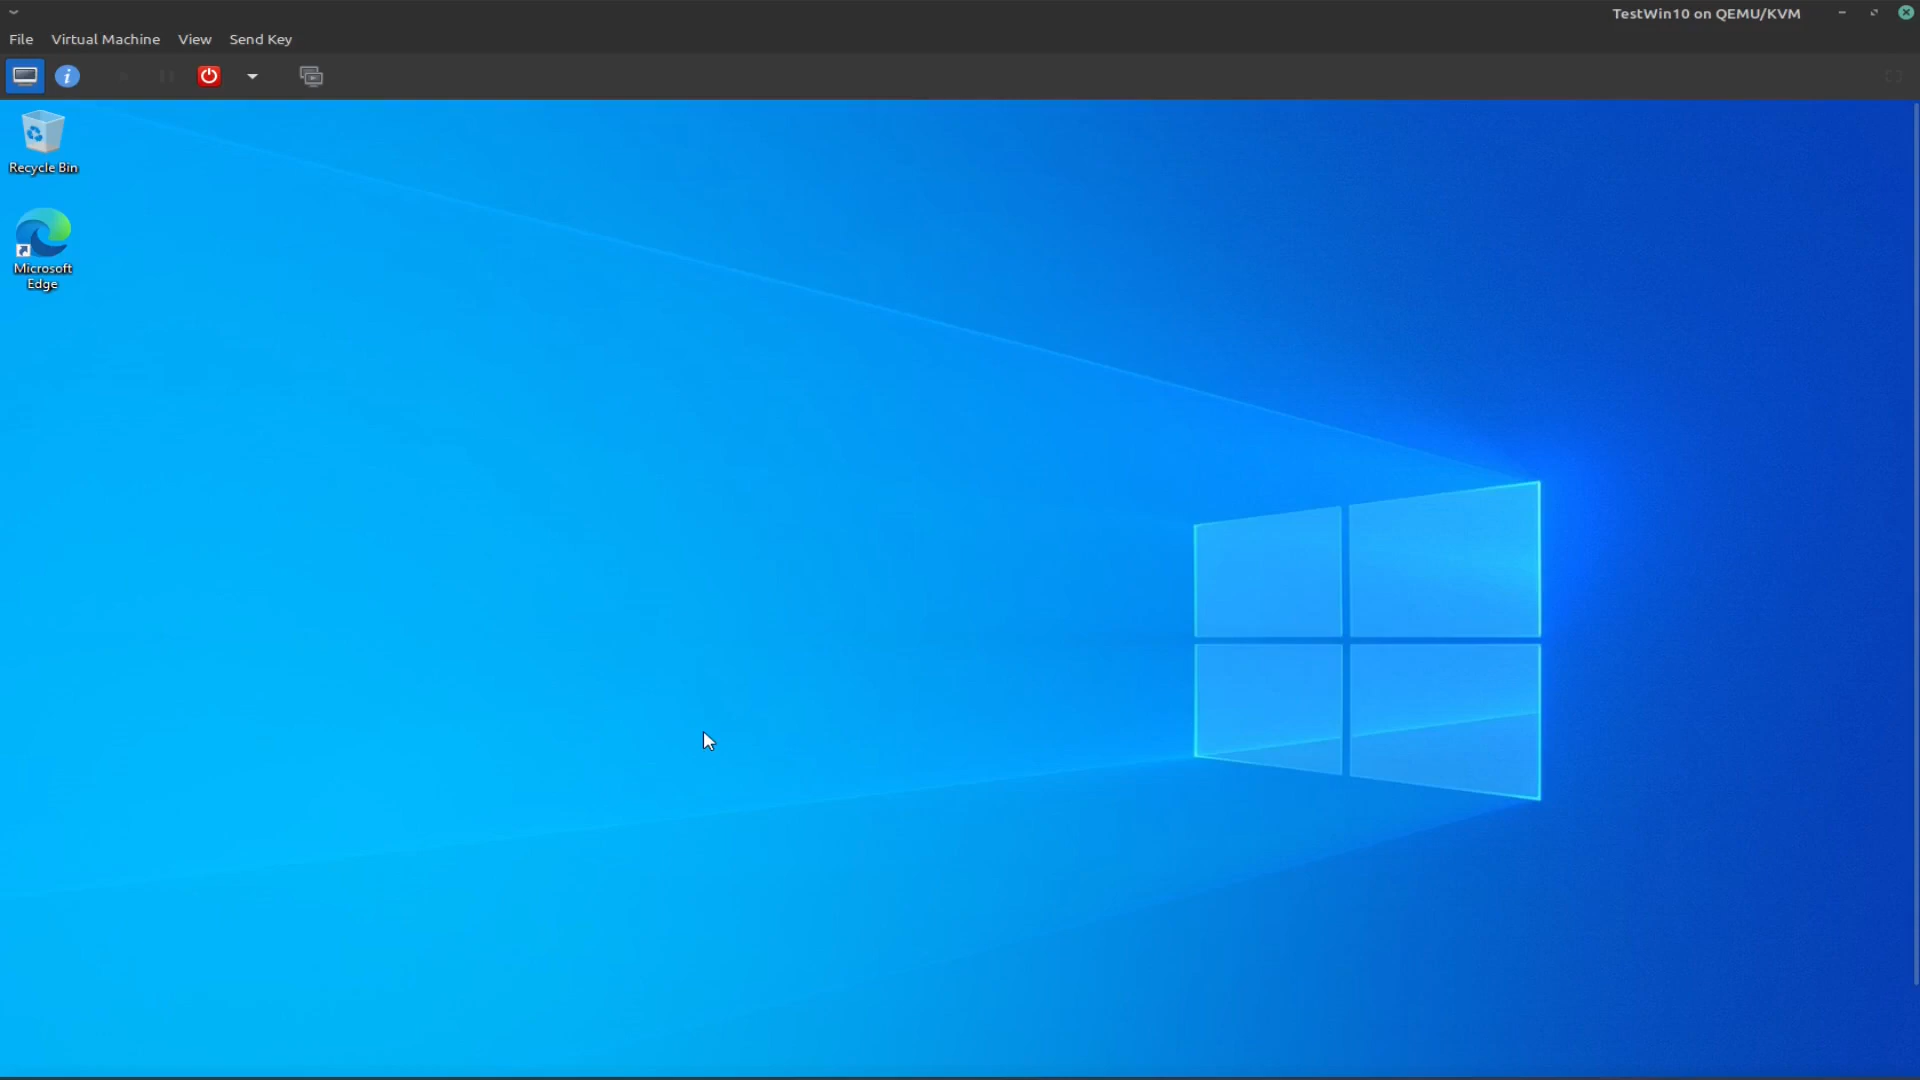 TestWin10 on QEMU/KVM
File Virtual Machine View Send Key
Recycle Bin
Microsoft
Edge